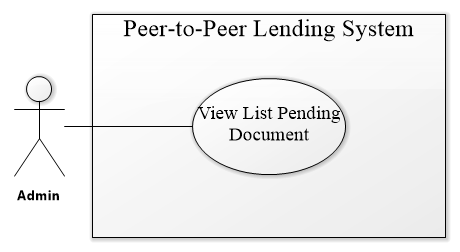 Peer-to-Peer Lending System
View List Pending
Document
Admin